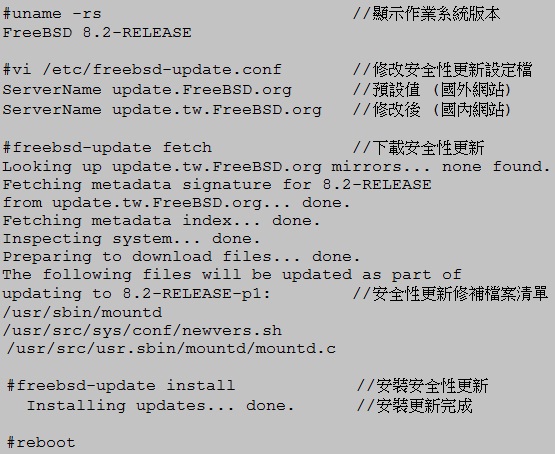 #uname -rs //顯示作業系統版本
FreeBSD 8.2-RELEASE
#vi /etc/freebsd-update.conf //修改安全性更新設定檔
ServerName update.FreeBSD.org //預設值 (國外網站)
ServerName update.tw.FreeBSD.org //修改後 (國內網站)
#freebsd-update fetch //下載安全性更新
Looking up update.tw.FreeBSD.org mirrors... none found.
Fetching metadata signature for 8.2-RELEASE
from update.tw.FreeBSD.org... done.
Fetching metadata index... done.
Inspecting system... done.
Preparing to download files... done.
The following files will be updated as part of
updating to 8.2-RELEASE-p1: //安全性更新修補檔案清單
/usr/sbin/mountd
/usr/src/sys/conf/newvers.sh
/usr/src/usr.sbin/mountd/mountd.c
#freebsd-update install //安裝安全性更新
Installing updates... done. //安裝更新完成
#reboot